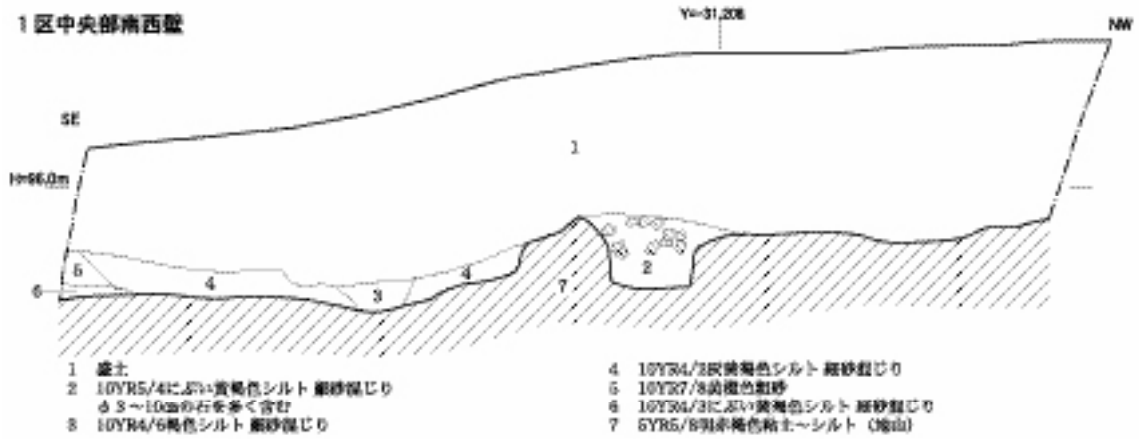 1区中央部南西壁
Y=-31,208
NW
SE
1
H=96.0m
5
4
4
2
6
3
7
1 盛土
2 10YR5/4にぶい黄褐色シルト 細砂混じり
φ3～10cmの石を多く含む
3 10YR4/6褐色シルト 細砂混じり
4 10YR4/2灰黄褐色シルト 細砂混じり
5 10YR7/8黄橙色粗砂
6 10YR4/3にぶい黄褐色シルト 細砂混じり
7 5YR5/8明赤褐色粘土～シルト（地山）